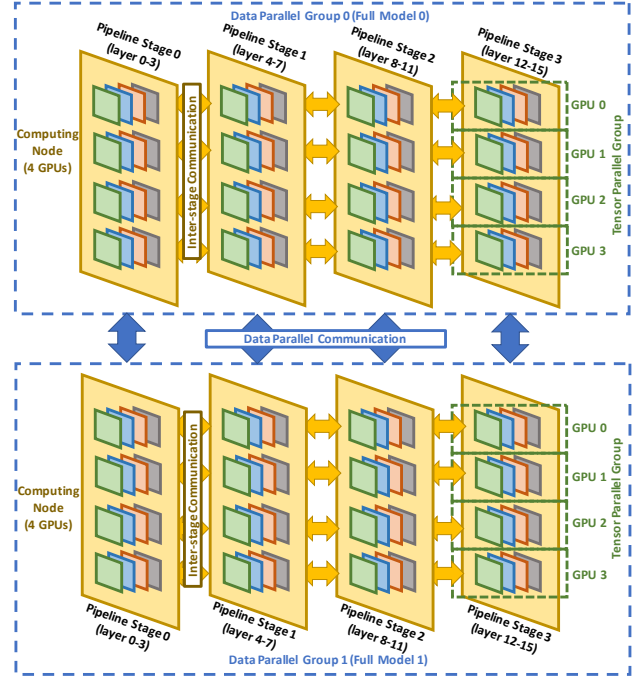 Data Parallel Group 0 (Full Model 0)
Pipeline Stage 0
(layer 0-3)
Pipeline Stage 1
(layer 4-7)
Pipeline Stage 2
(layer 8-11)
Pipeline Stage 3
(layer 12-15)
Computing
Node
(4 GPUs)
Inter-stage Communication
GPU 0
GPU 1
GPU 2
GPU 3
Tensor Parallel Group
Data Parallel Communication
Computing
Node
(4 GPUs)
Inter-stage Communication
GPU 0
GPU 1
GPU 2
GPU 3
Tensor Parallel Group
Pipeline Stage 0
(layer 0-3)
Pipeline Stage 1
(layer 4-7)
Pipeline Stage 2
(layer 8-11)
Pipeline Stage 3
(layer 12-15)
Data Parallel Group 1 (Full Model 1)